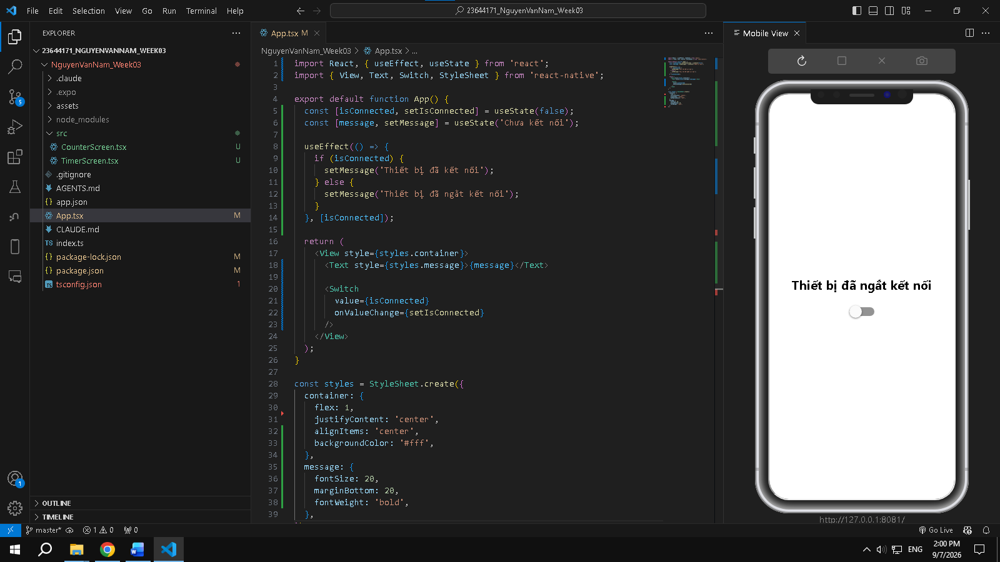 File Edit Selection View Go Run Terminal Help
23644171_NguyenVanNam_Week03
EXPLORER
23644171_NGUYENVANNAM_WEEK03
NguyenVanNam_Week03
.claude
.expo
assets
node_modules
src
CounterScreen.tsx U
TimerScreen.tsx U
.gitignore
AGENTS.md
{} app.json
App.tsx M
CLAUDE.md
TS index.ts
{} package-lock.json M
{} package.json M
TS tsconfig.json 1
OUTLINE
TIMELINE
5
1
App.tsx M
NguyenVanNam_Week03 > App.tsx > ...
1 import React, { useEffect, useState } from 'react';
2 import { View, Text, Switch, StyleSheet } from 'react-native';
3
4 export default function App() {
5 const [isConnected, setIsConnected] = useState(false);
6 const [message, setMessage] = useState('Chưa kết nối');
7
8 useEffect(() => {
9 if (isConnected) {
10 setMessage('Thiết bị đã kết nối');
11 } else {
12 setMessage('Thiết bị đã ngắt kết nối');
13 }
14 }, [isConnected]);
15
16 return (
17 <View style={styles.container}>
18 <Text style={styles.message}>{message}</Text>
19
20 <Switch
21 value={isConnected}
22 onValueChange={setIsConnected}
23 />
24 </View>
25 );
26 }
27
28 const styles = StyleSheet.create({
29 container: {
30 flex: 1,
31 justifyContent: 'center',
32 alignItems: 'center',
33 backgroundColor: '#fff',
34 },
35 message: {
36 fontSize: 20,
37 marginBottom: 20,
38 fontWeight: 'bold',
39 },
Mobile View
Thiết bị đã ngắt kết nối
http://127.0.0.1:8081/
master* 1 0 0
Go Live
ENG
2:00 PM
9/7/2026